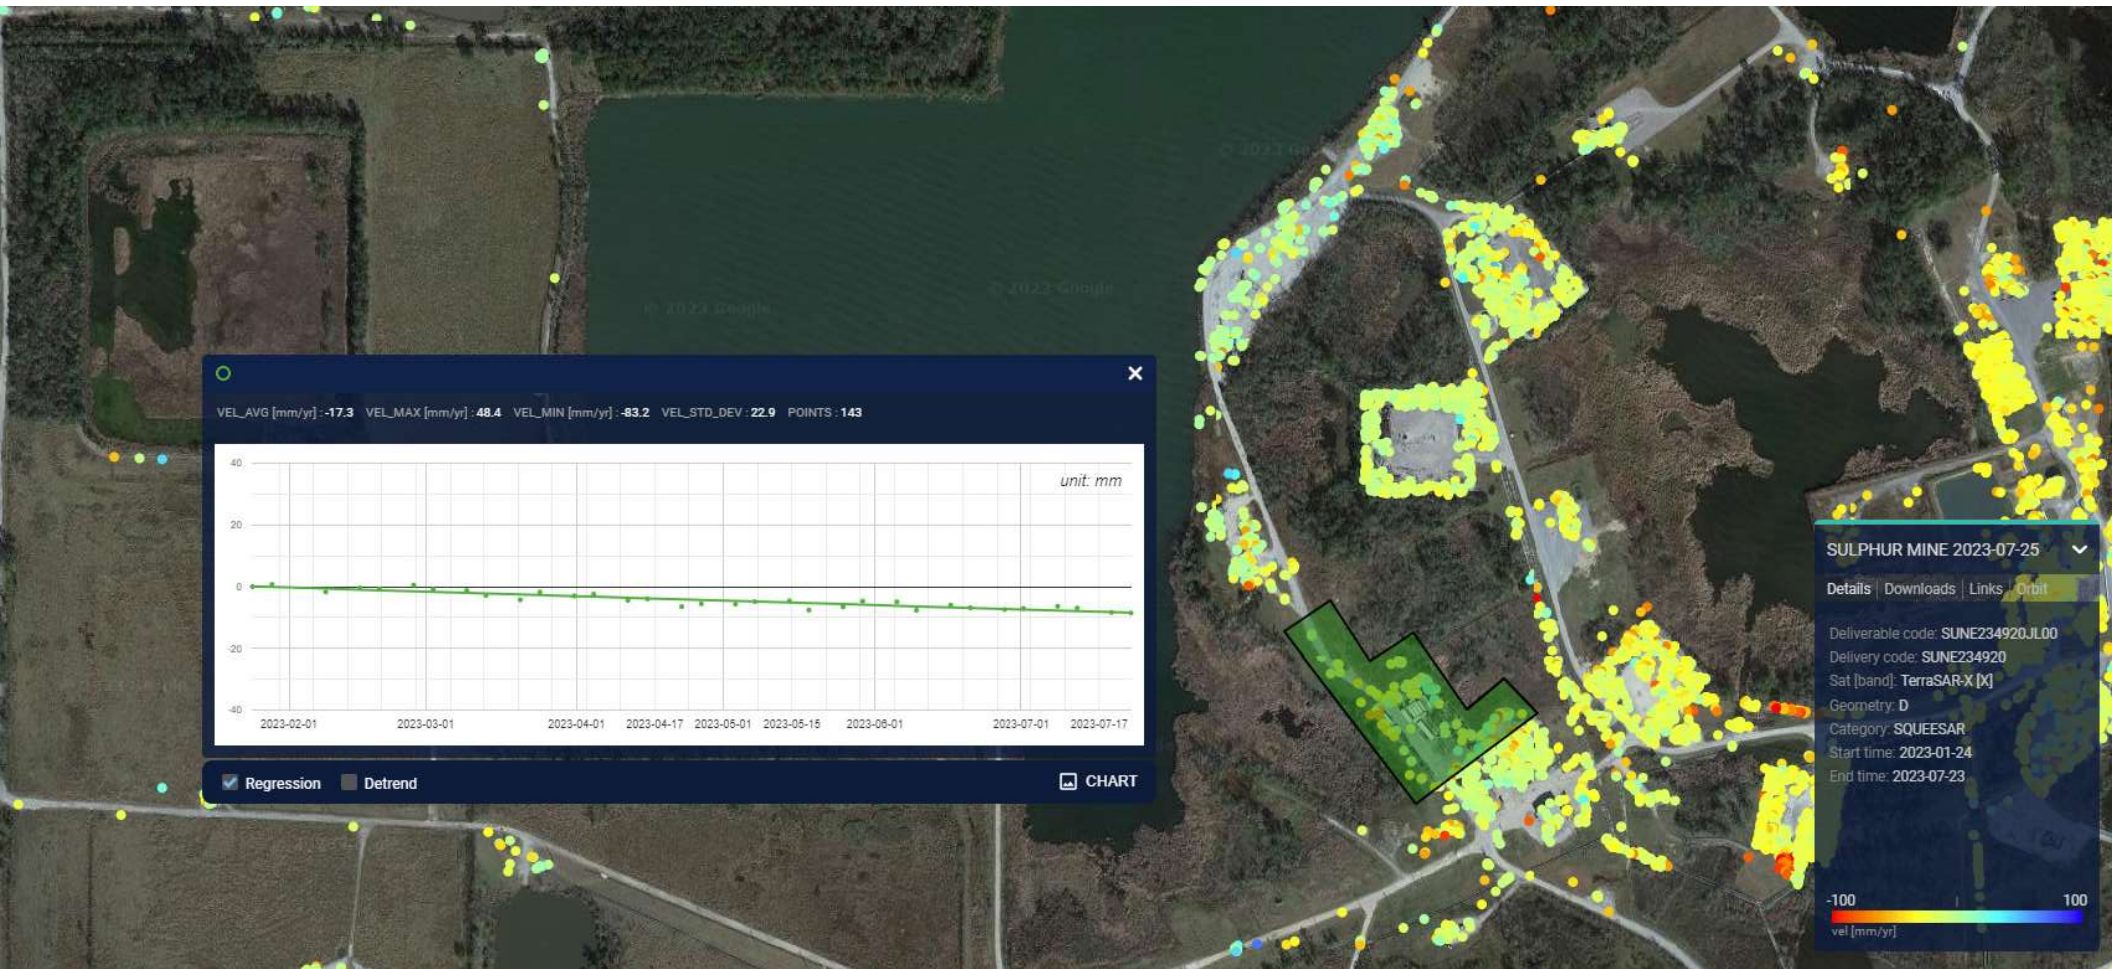 © 2023 Google
© 2023 Google
VEL_AVG [mm/yr] : -17.3 VEL_MAX [mm/yr] : 48.4 VEL_MIN [mm/yr] : -83.2 VEL_STD_DEV : 22.9 POINTS : 143
unit: mm
40
20
0
-20
-40
2023-02-01 2023-03-01 2023-04-01 2023-04-17 2023-05-01 2023-05-15 2023-06-01 2023-07-01 2023-07-17
Regression Detrend CHART
SULPHUR MINE 2023-07-25
Details | Downloads | Links | Orbit
Deliverable code: SUNE234920JL00
Delivery code: SUNE234920
Sat [band]: TerraSAR-X [X]
Geometry: D
Category: SQUEESAR
Start time: 2023-01-24
End time: 2023-07-23
-100 100
vel [mm/yr]